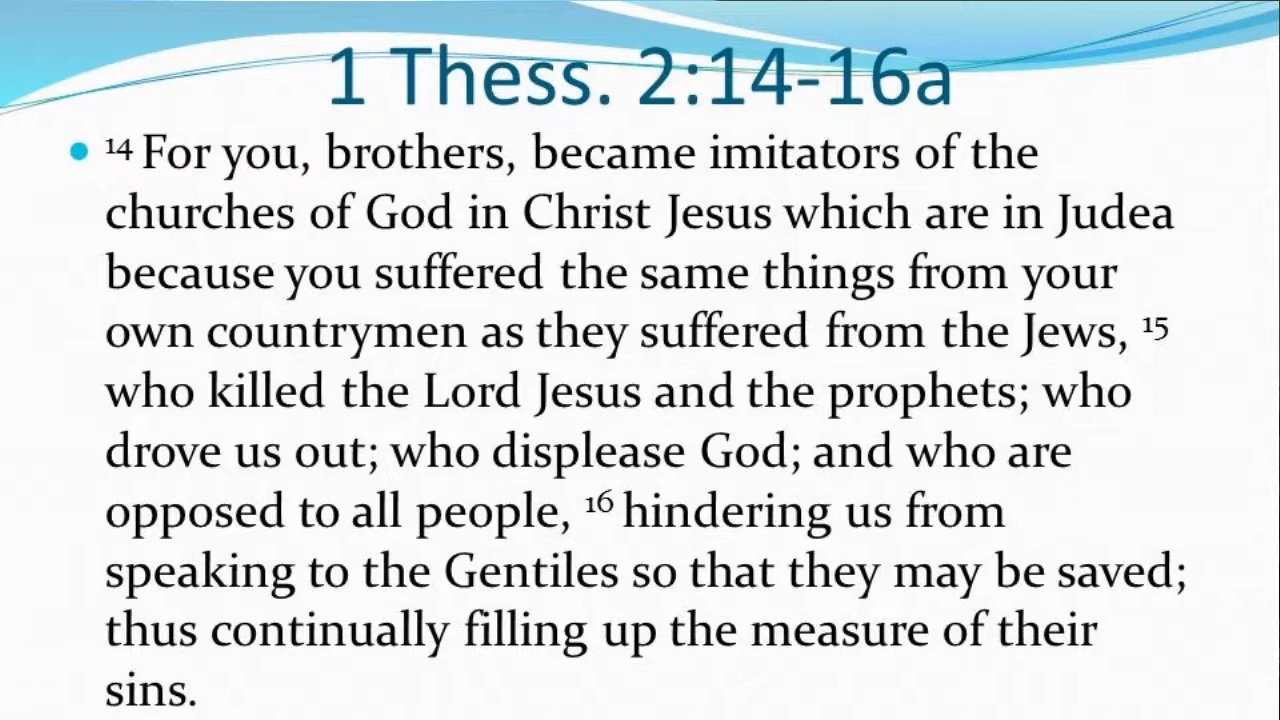 1 Thess. 2:14-16a
• 14 For you, brothers, became imitators of the
churches of God in Christ Jesus which are in Judea
because you suffered the same things from your
own countrymen as they suffered from the Jews, 15
who killed the Lord Jesus and the prophets; who
drove us out; who displease God; and who are
opposed to all people, 16 hindering us from
speaking to the Gentiles so that they may be saved;
thus continually filling up the measure of their
sins.